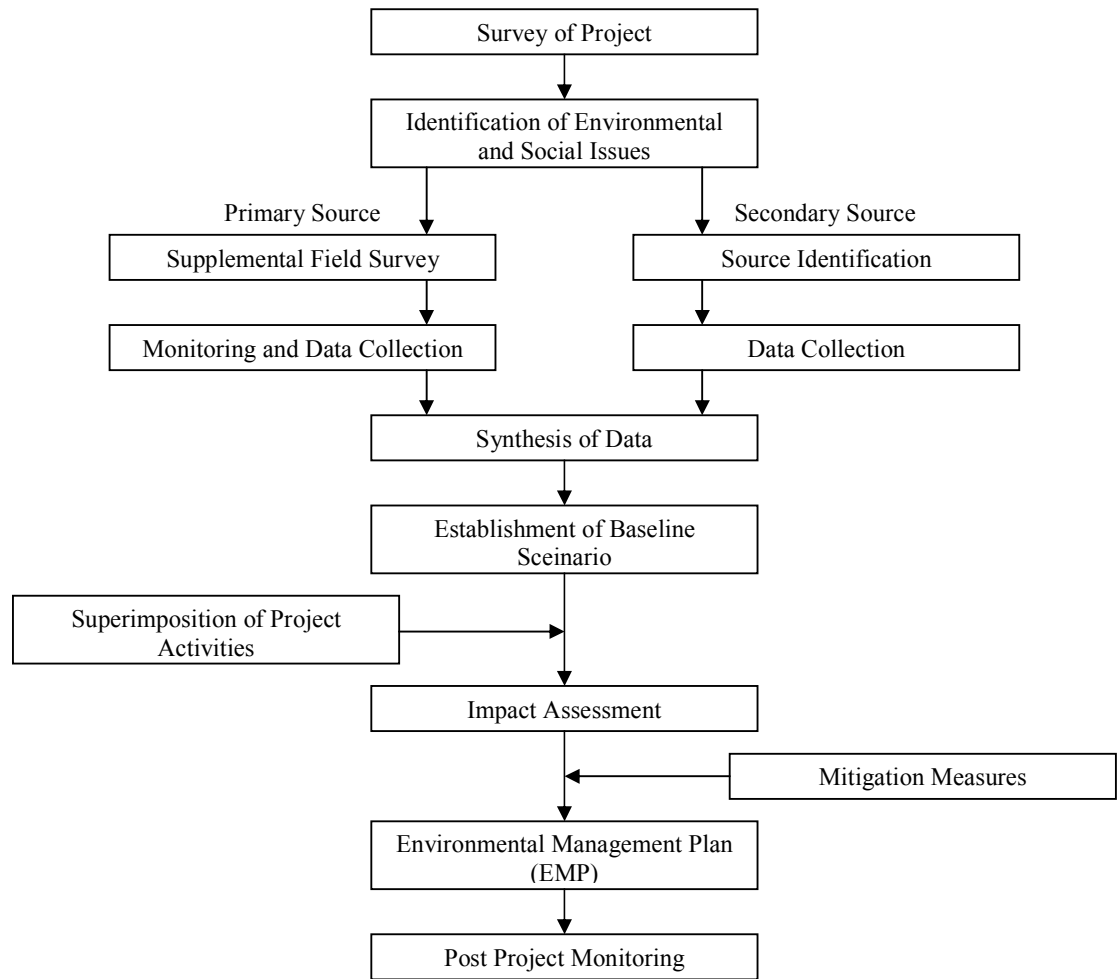 Survey of Project
Identification of Environmental
and Social Issues
Primary Source
Secondary Source
Supplemental Field Survey
Source Identification
Monitoring and Data Collection
Data Collection
Synthesis of Data
Establishment of Baseline
Sceinario
Superimposition of Project
Activities
Impact Assessment
Mitigation Measures
Environmental Management Plan
(EMP)
Post Project Monitoring